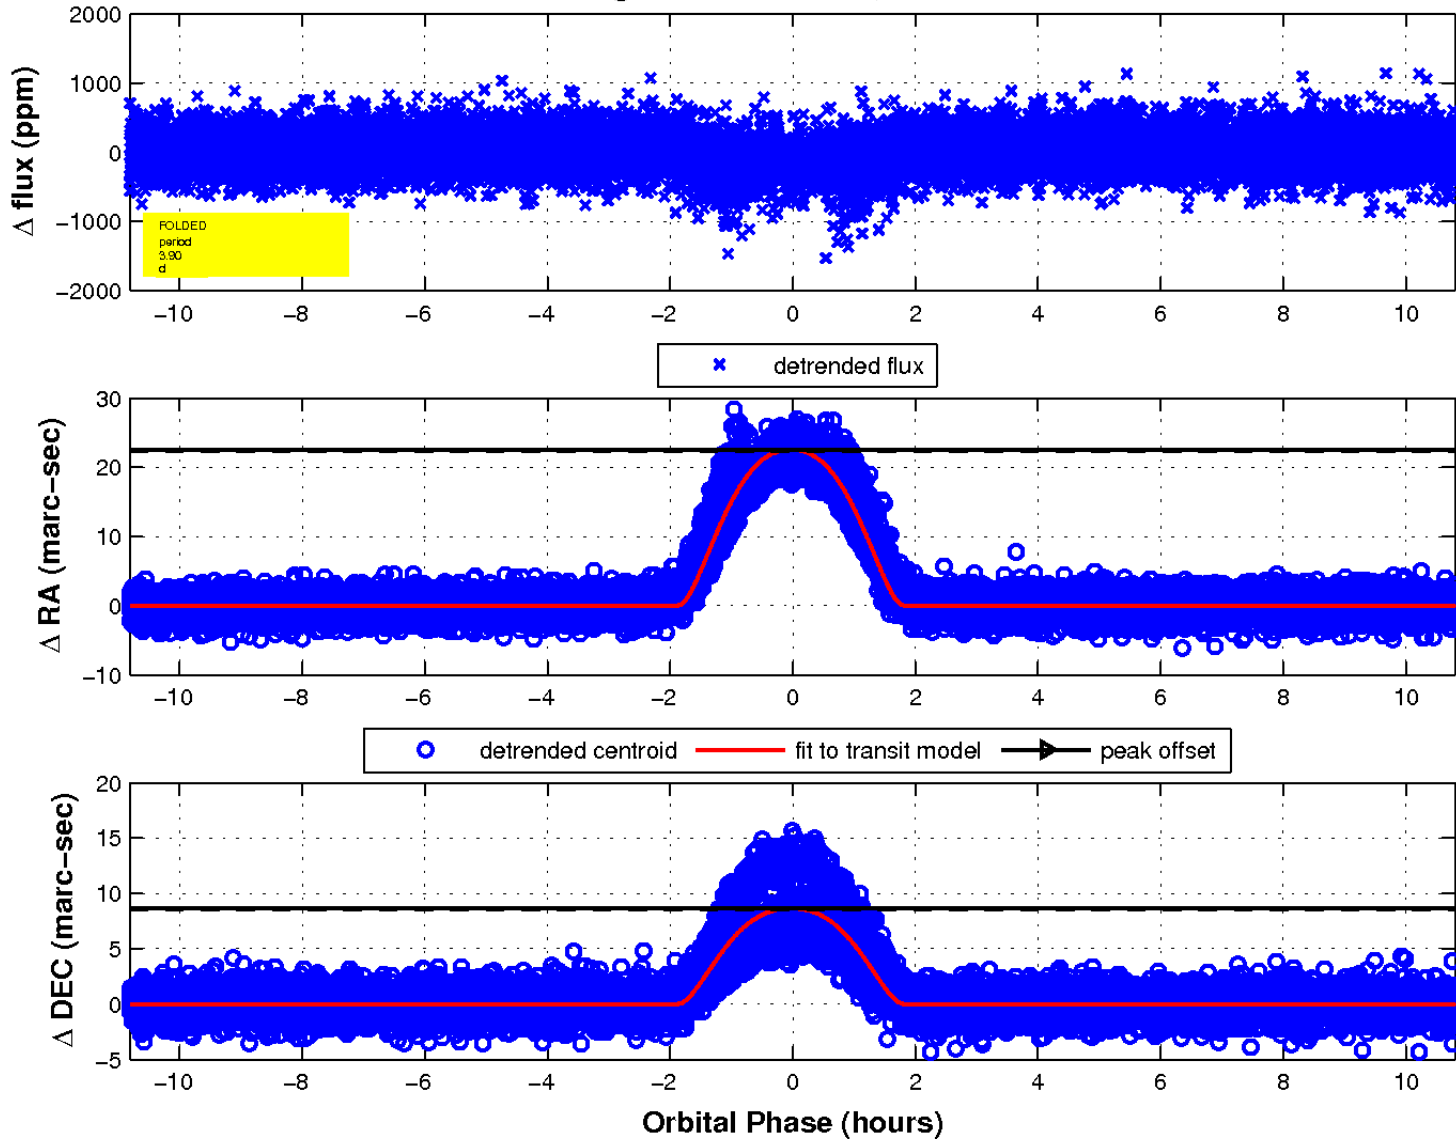 2000
1000
0
−1000
−2000
Δ flux (ppm)
FOLDED
period
3.90
d
−10 −8 −6 −4 −2 0 2 4 6 8 10
detrended flux
30
20
10
0
−10
Δ RA (marc−sec)
−10 −8 −6 −4 −2 0 2 4 6 8 10
detrended centroid fit to transit model peak offset
20
15
10
5
0
−5
Δ DEC (marc−sec)
−10 −8 −6 −4 −2 0 2 4 6 8 10
Orbital Phase (hours)